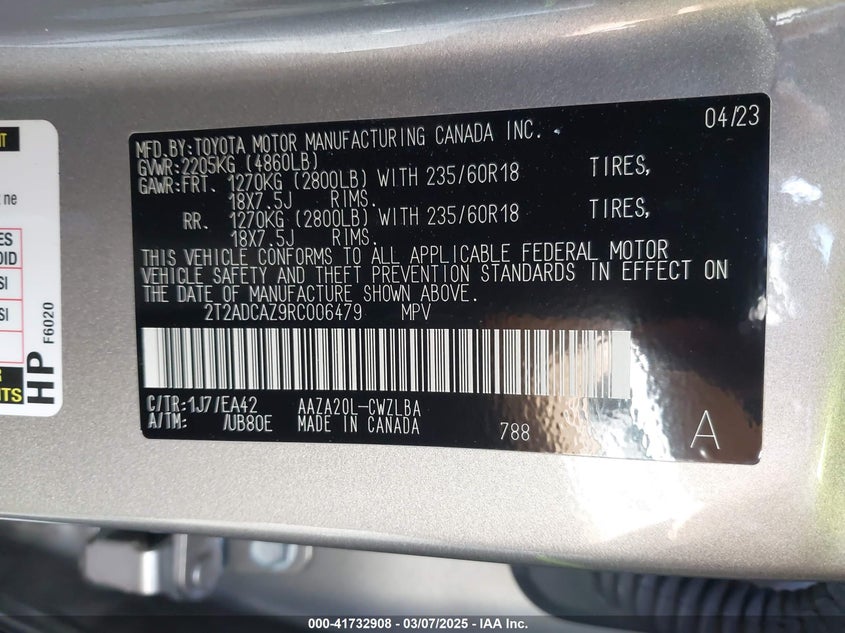 04/23
MFD.BY:TOYOTA MOTOR MANUFACTURING CANADA INC.
GVWR:2205KG (4860LB)
GAWR:FRT. 1270KG (2800LB) WITH 235/60R18 TIRES,
18X7.5J RIMS.
RR. 1270KG (2800LB) WITH 235/60R18 TIRES,
18X7.5J RIMS.
THIS VEHICLE CONFORMS TO ALL APPLICABLE FEDERAL MOTOR
VEHICLE SAFETY AND THEFT PREVENTION STANDARDS IN EFFECT ON
THE DATE OF MANUFACTURE SHOWN ABOVE.
2T2ADCAZ9RC006479 MPV
C/TR:1J7/EA42 AAZA20L-CWZLBA
A/TM: /UB80E MADE IN CANADA
788
A
HP
F6020
000-41732908 - 03/07/2025 - IAA Inc.